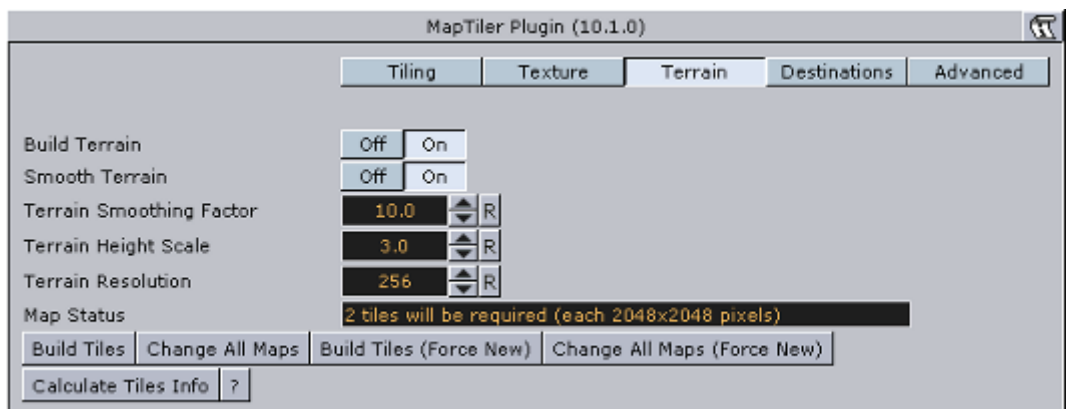 MapTiler Plugin (10.1.0)
Tiling Texture Terrain Destinations Advanced
Build Terrain Off On
Smooth Terrain Off On
Terrain Smoothing Factor 10.0 R
Terrain Height Scale 3.0 R
Terrain Resolution 256 R
Map Status 2 tiles will be required (each 2048x2048 pixels)
Build Tiles Change All Maps Build Tiles (Force New) Change All Maps (Force New)
Calculate Tiles Info ?